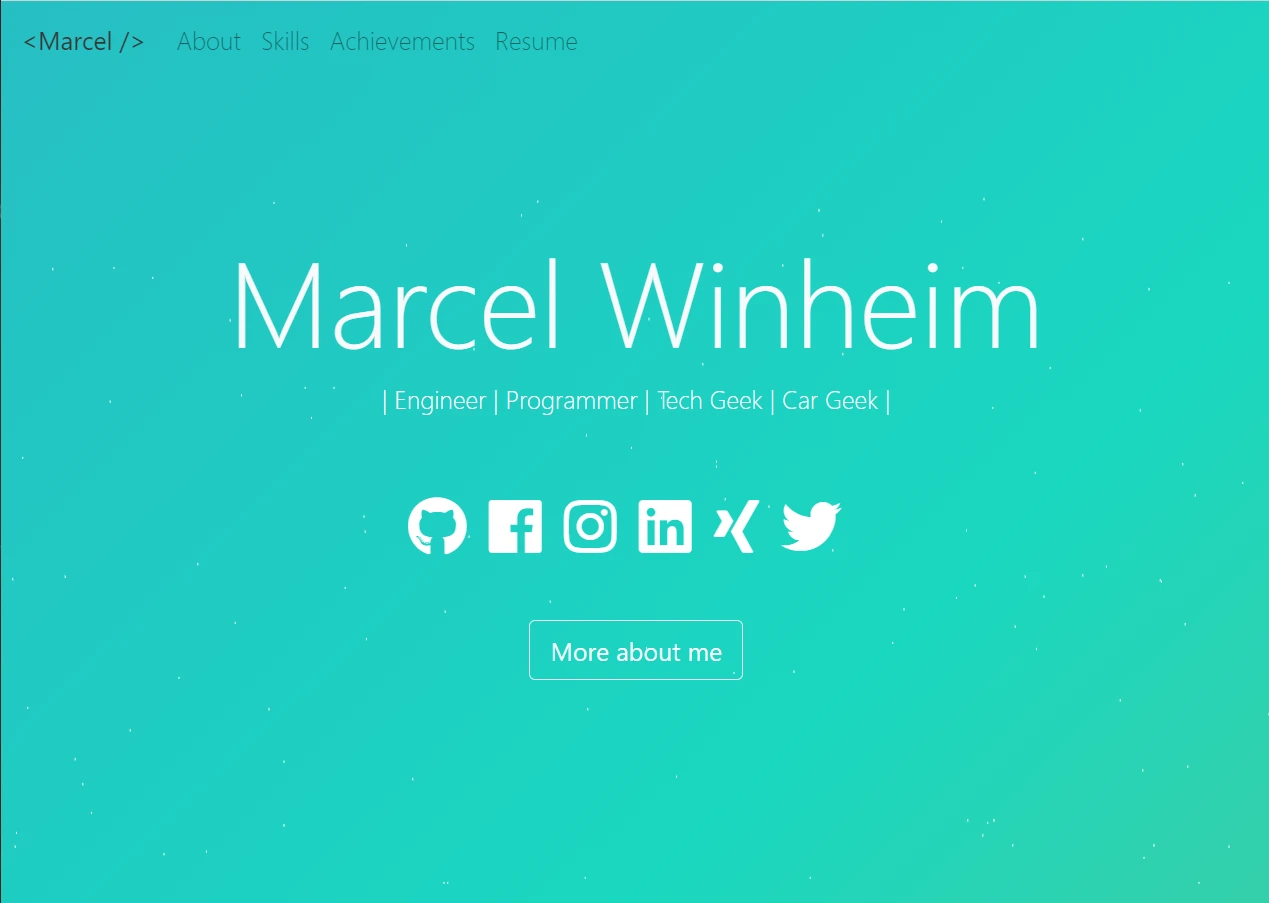 <Marcel /> About Skills Achievements Resume
Marcel Winheim
| Engineer | Programmer | Tech Geek | Car Geek |
More about me